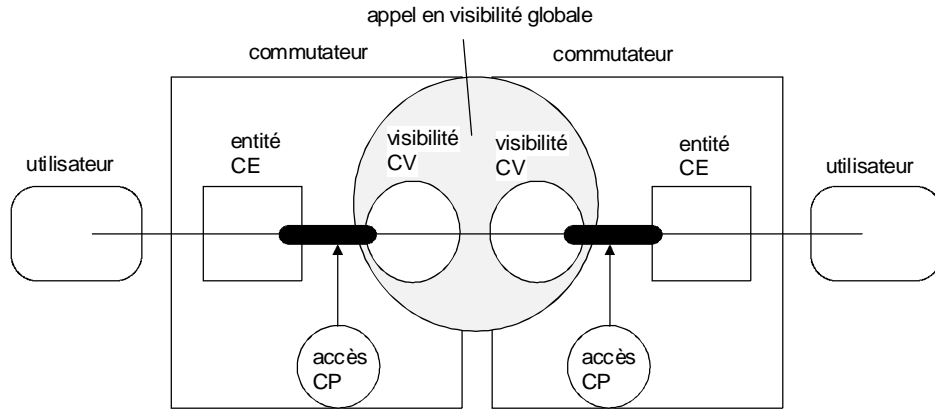 appel en visibilité globale
commutateur
commutateur
entité
CE
visibilité
CV
visibilité
CV
entité
CE
utilisateur
utilisateur
accès
CP
accès
CP